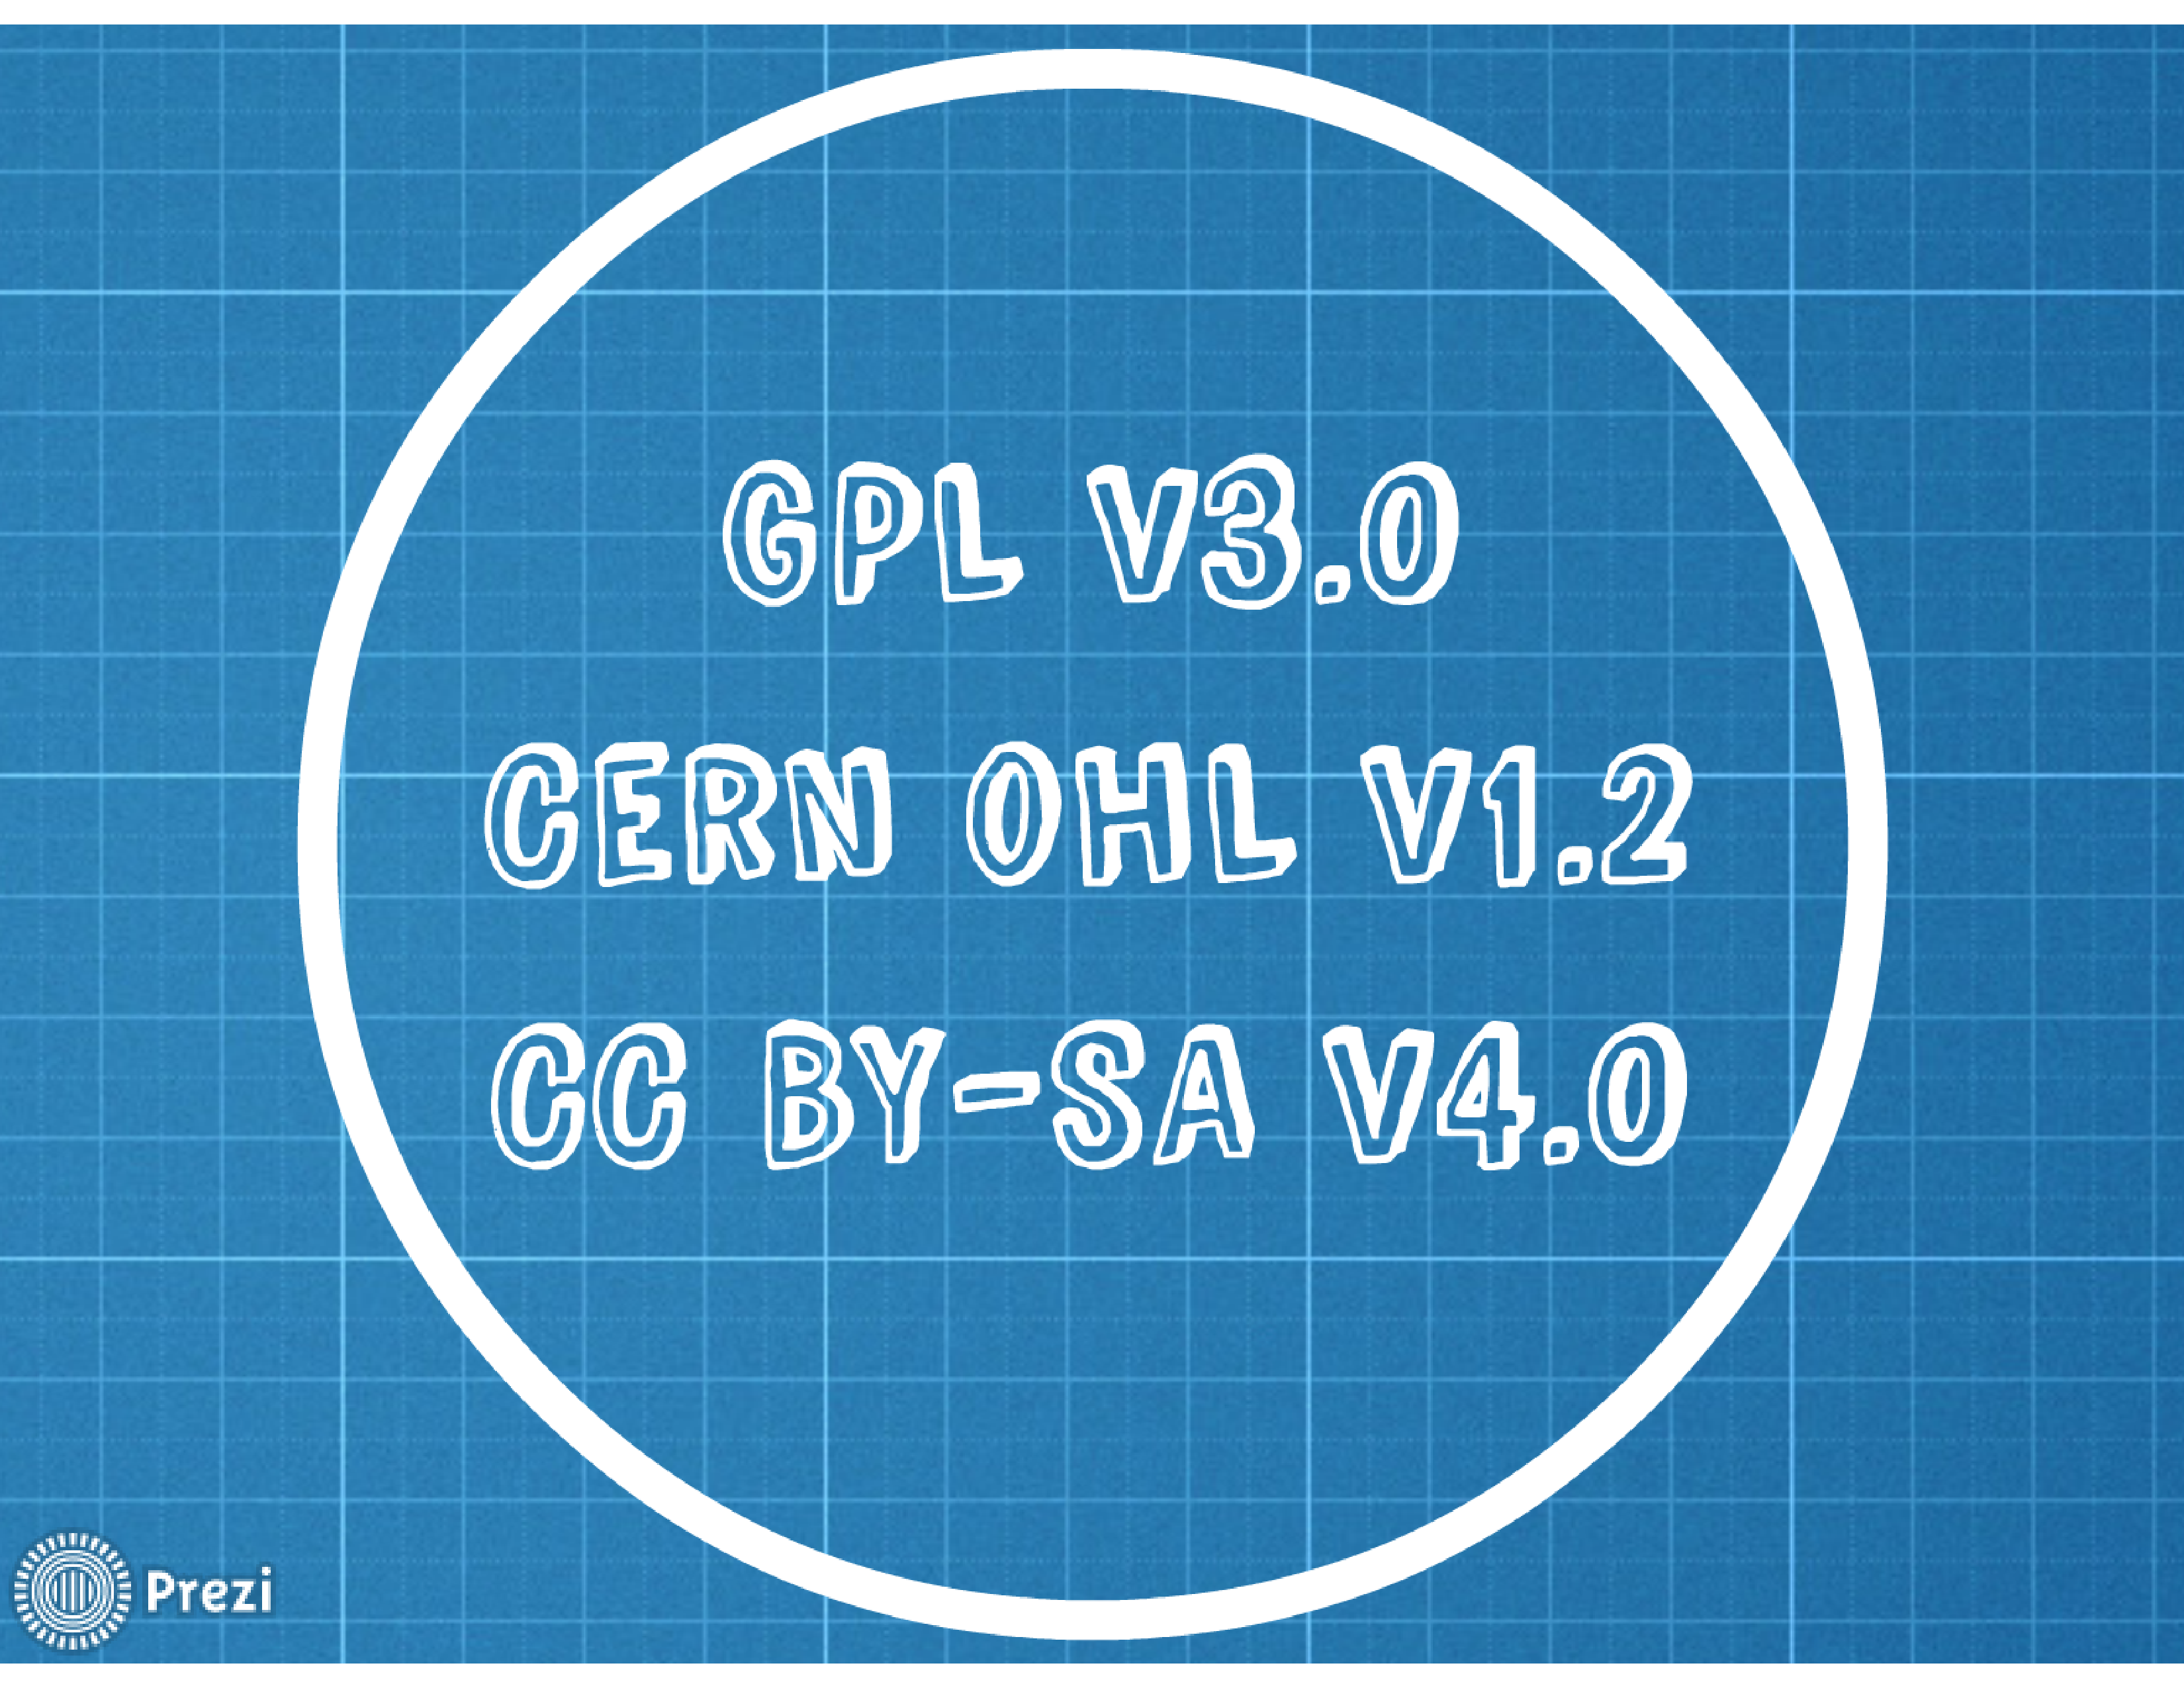 GPL V3.0
CERN OHL V1.2
CC BY-SA V4.0
Prezi